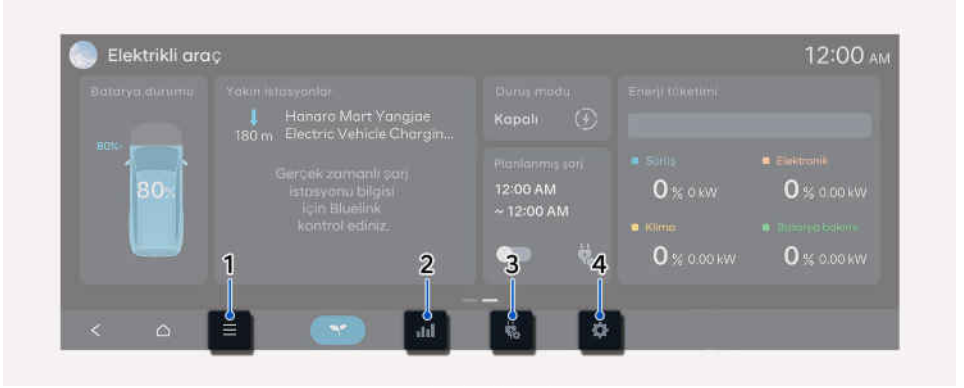 Elektrikli araç
12:00 AM
Batarya durumu
80%
80%
Yakın istasyonlar
180 m
Hanaro Mart Yangjae
Electric Vehicle Chargin...
Gerçek zamanlı şarj
istasyonu bilgisi
için Bluelink
kontrol ediniz.
Duruş modu
Kapalı
Planlanmış şarj
12:00 AM
~ 12:00 AM
Enerji tüketimi
Sürüş
0 % 0 kW
Elektronik
0 % 0.00 kW
Klima
0 % 0.00 kW
Batarya bakımı
0 % 0.00 kW
1
2
3
4